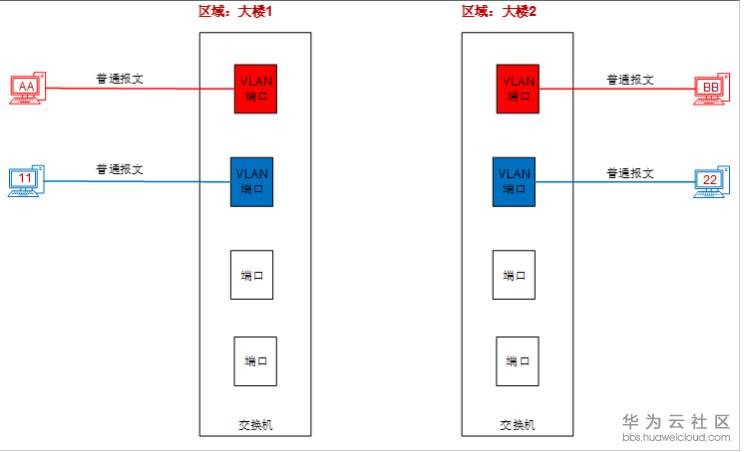 区域：大楼1
区域：大楼2
AA
普通报文
VLAN
端口
VLAN
端口
普通报文
BB
11
普通报文
VLAN
端口
VLAN
端口
普通报文
22
端口
端口
端口
端口
交换机
交换机
华为云社区
bbs.huaweicloud.com